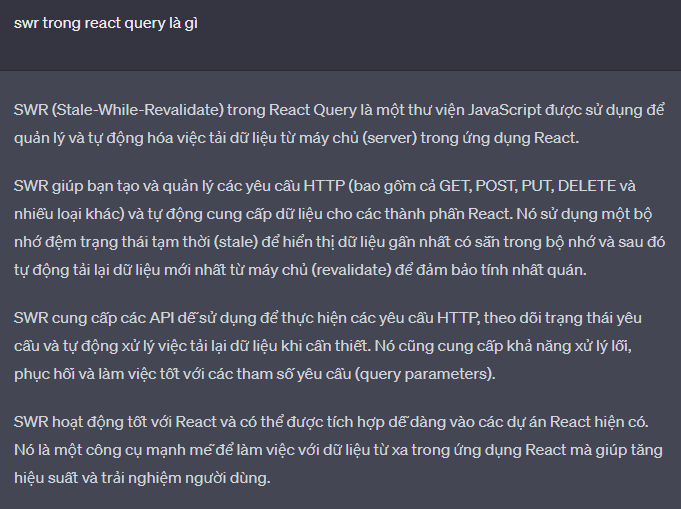 swr trong react query là gì
SWR (Stale-While-Revalidate) trong React Query là một thư viện JavaScript được sử dụng để
quản lý và tự động hóa việc tải dữ liệu từ máy chủ (server) trong ứng dụng React.
SWR giúp bạn tạo và quản lý các yêu cầu HTTP (bao gồm cả GET, POST, PUT, DELETE và
nhiều loại khác) và tự động cung cấp dữ liệu cho các thành phần React. Nó sử dụng một bộ
nhớ đệm trạng thái tạm thời (stale) để hiển thị dữ liệu gần nhất có sẵn trong bộ nhớ và sau đó
tự động tải lại dữ liệu mới nhất từ máy chủ (revalidate) để đảm bảo tính nhất quán.
SWR cung cấp các API dễ sử dụng để thực hiện các yêu cầu HTTP, theo dõi trạng thái yêu
cầu và tự động xử lý việc tải lại dữ liệu khi cần thiết. Nó cũng cung cấp khả năng xử lý lỗi,
phục hồi và làm việc tốt với các tham số yêu cầu (query parameters).
SWR hoạt động tốt với React và có thể được tích hợp dễ dàng vào các dự án React hiện có.
Nó là một công cụ mạnh mẽ để làm việc với dữ liệu từ xa trong ứng dụng React mà giúp tăng
hiệu suất và trải nghiệm người dùng.